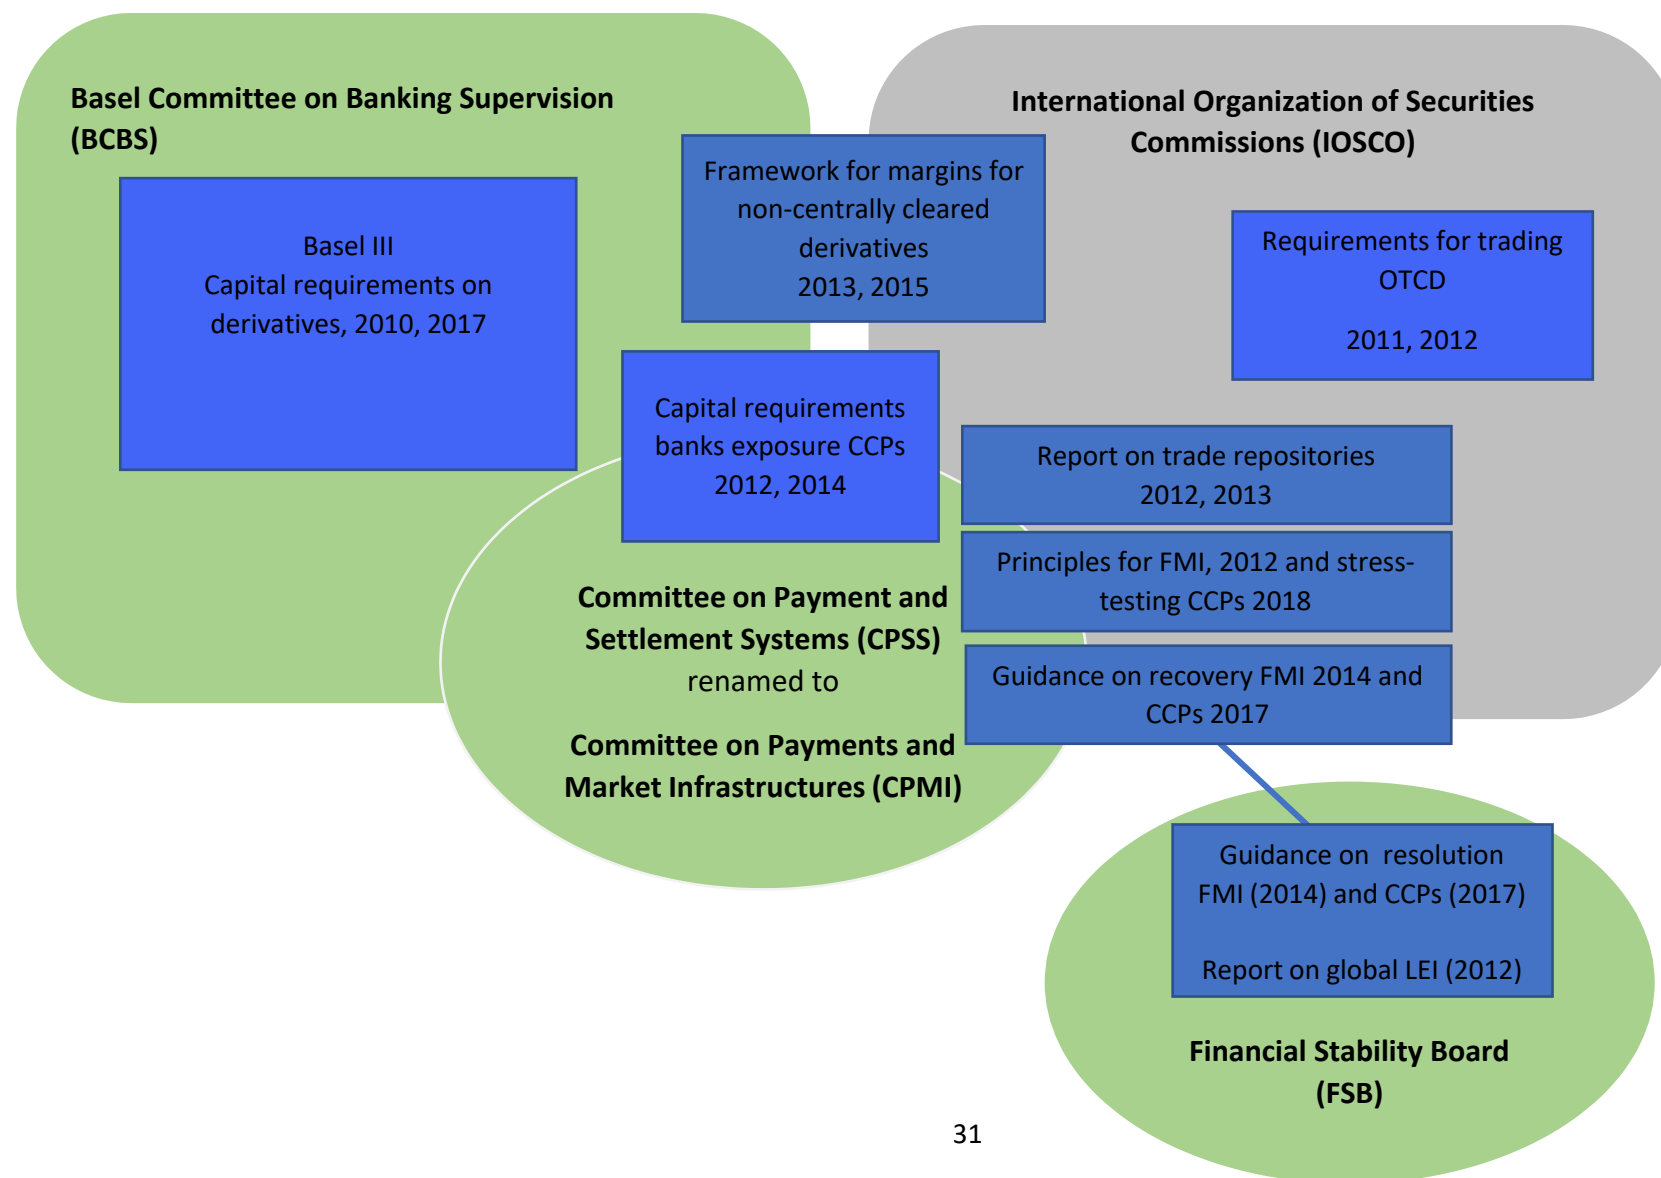 Basel Committee on Banking Supervision
(BCBS)
International Organization of Securities
Commissions (IOSCO)
Framework for margins for
non-centrally cleared
derivatives
2013, 2015
Basel III
Capital requirements on
derivatives, 2010, 2017
Requirements for trading
OTCD
2011, 2012
Capital requirements
banks exposure CCPs
2012, 2014
Report on trade repositories
2012, 2013
Principles for FMI, 2012 and stress-
testing CCPs 2018
Committee on Payment and
Settlement Systems (CPSS)
renamed to
Committee on Payments and
Market Infrastructures (CPMI)
Guidance on recovery FMI 2014 and
CCPs 2017
Guidance on  resolution
FMI (2014) and CCPs (2017)
Report on global LEI (2012)
Financial Stability Board
(FSB)
31